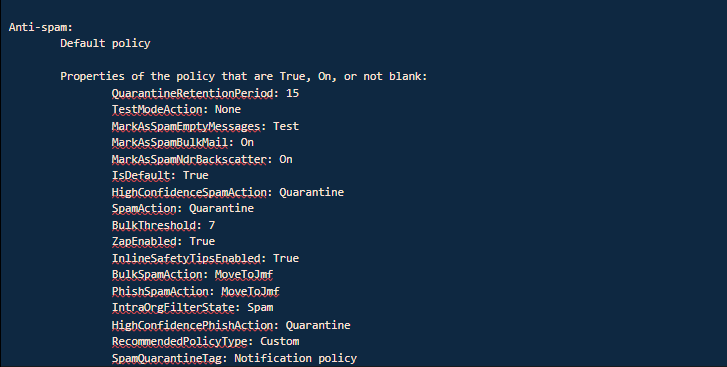 Anti-spam:
Default policy
Properties of the policy that are True, On, or not blank:
QuarantineRetentionPeriod: 15
TestModeAction: None
MarkAsSpamEmptyMessages: Test
MarkAsSpamBulkMail: On
MarkAsSpamNdrBackscatter: On
IsDefault: True
HighConfidenceSpamAction: Quarantine
SpamAction: Quarantine
BulkThreshold: 7
ZapEnabled: True
InlineSafetyTipsEnabled: True
BulkSpamAction: MoveToJmf
PhishSpamAction: MoveToJmf
IntraOrgFilterState: Spam
HighConfidencePhishAction: Quarantine
RecommendedPolicyType: Custom
SpamQuarantineTag: Notification policy